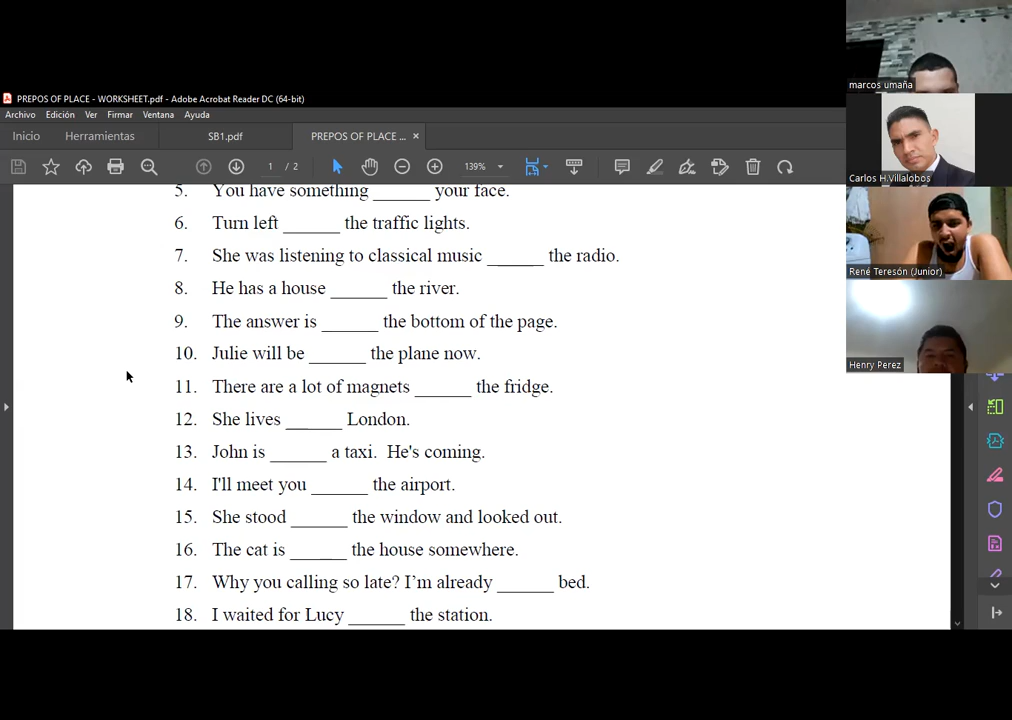 marcos umaña
PREPOS OF PLACE - WORKSHEET.pdf - Adobe Acrobat Reader DC (64-bit)
Archivo Edición Ver Firmar Ventana Ayuda
Inicio Herramientas SB1.pdf PREPOS OF PLACE ... ×
1 / 2 139%
Carlos H.Villalobos
5. You have something ______ your face.
6. Turn left ______ the traffic lights.
7. She was listening to classical music ______ the radio.
René Teresón (Junior)
8. He has a house ______ the river.
9. The answer is ______ the bottom of the page.
10. Julie will be ______ the plane now.
Henry Perez
11. There are a lot of magnets ______ the fridge.
12. She lives ______ London.
13. John is ______ a taxi. He's coming.
14. I'll meet you ______ the airport.
15. She stood ______ the window and looked out.
16. The cat is ______ the house somewhere.
17. Why you calling so late? I’m already ______ bed.
18. I waited for Lucy ______ the station.